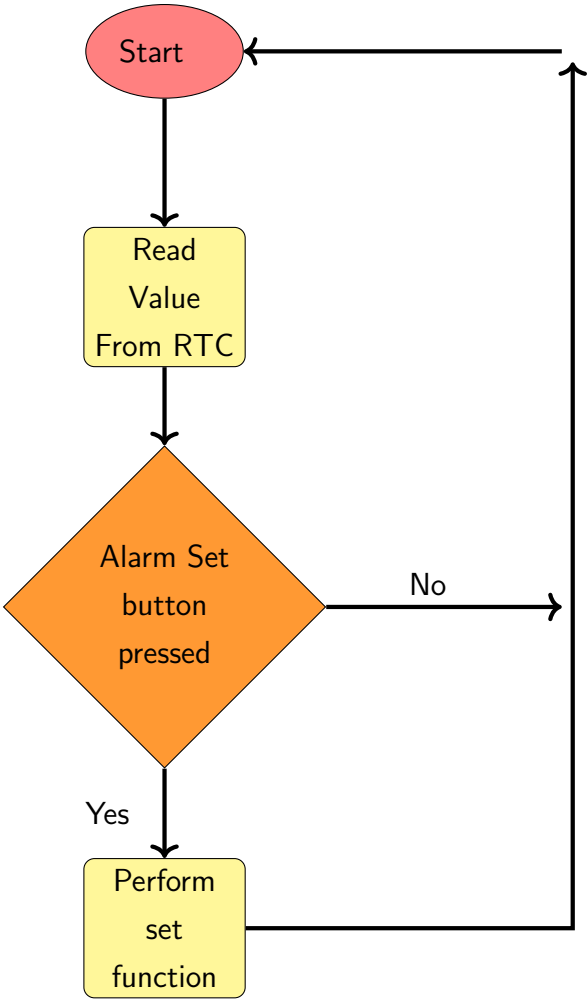 Start
Read
Value
From RTC
Alarm Set
button
pressed
No
Yes
Perform
set
function